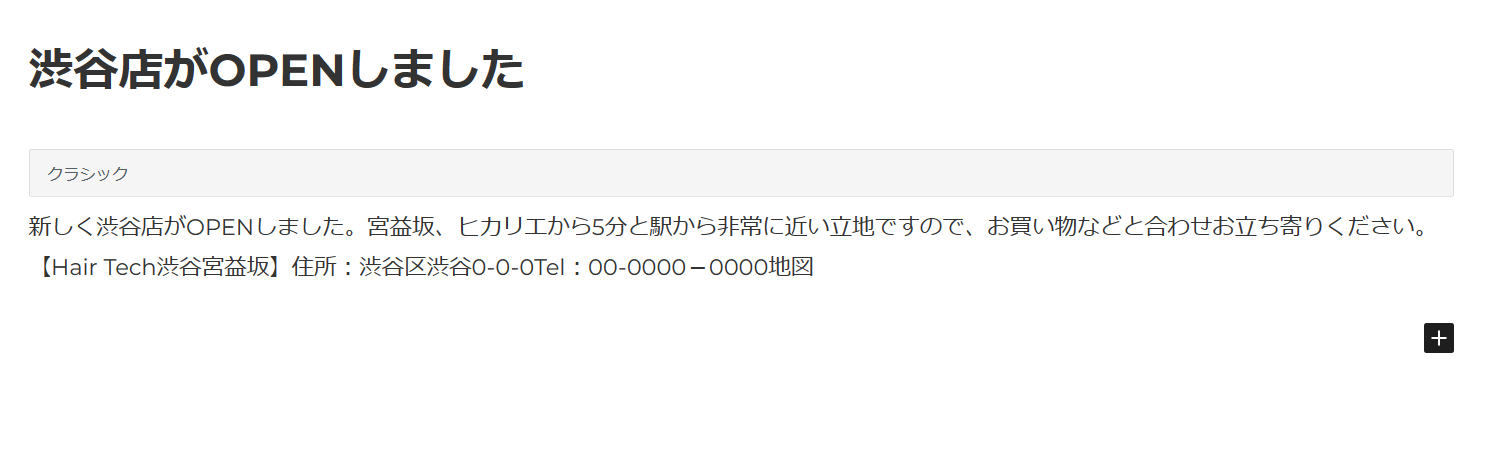 渋谷店がOPENしました
クラシック
新しく渋谷店がOPENしました。宮益坂、ヒカリエから5分と駅から非常に近い立地ですので、お買い物などと合わせお立ち寄りください。
【Hair Tech渋谷宮益坂】住所：渋谷区渋谷0-0-0Tel：00-0000－0000地図